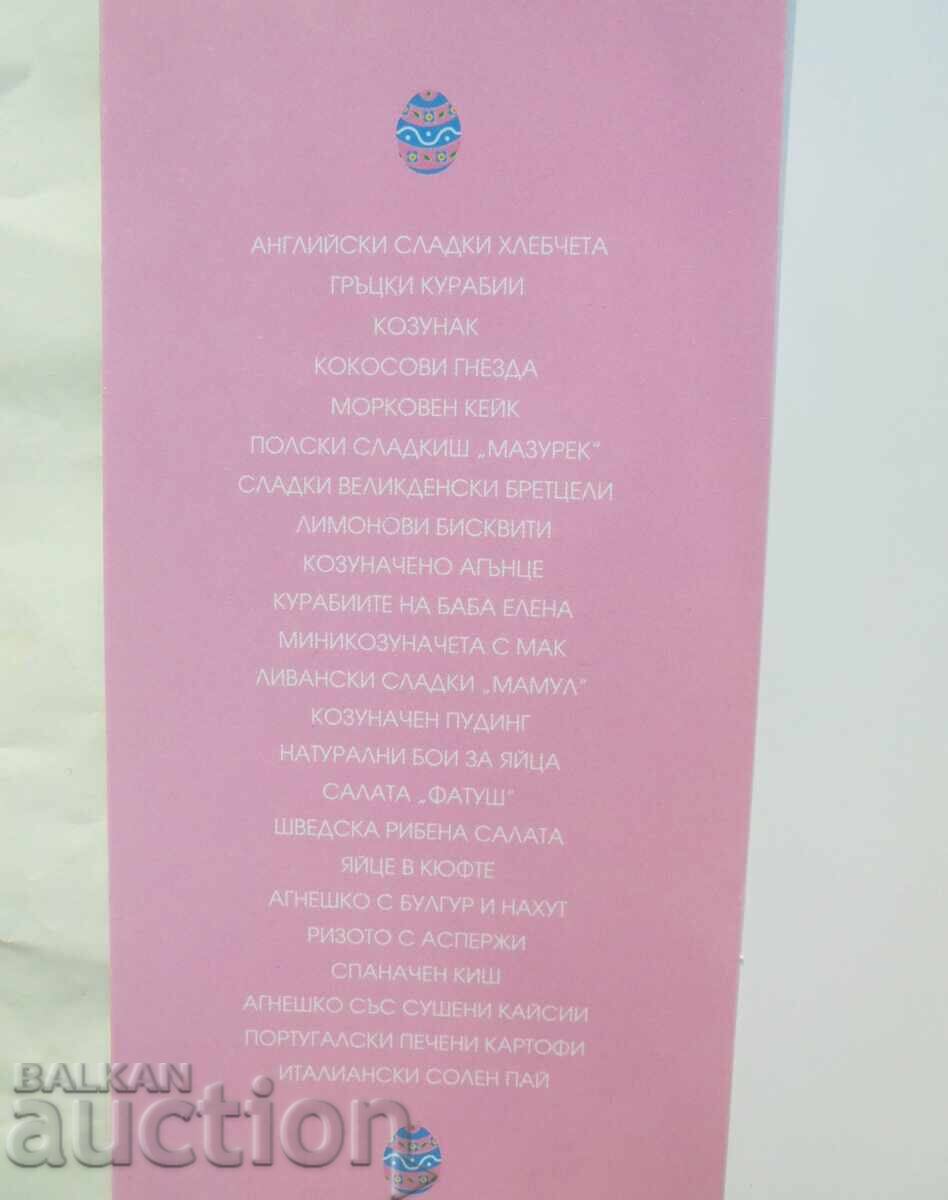 АНГЛИЙСКИ СЛАДКИ ХЛЕБЧЕТА
ГРЪЦКИ КУРАБИИ
КОЗУНАК
КОКОСОВИ ГНЕЗДА
МОРКОВЕН КЕЙК
ПОЛСКИ СЛАДКИШ „МАЗУРЕК“
СЛАДКИ ВЕЛИКДЕНСКИ БРЕТЦЕЛИ
ЛИМОНОВИ БИСКВИТИ
КОЗУНАЧЕНО АГЪНЦЕ
КУРАБИИТЕ НА БАБА ЕЛЕНА
МИНИКОЗУНАЧЕТА С МАК
ЛИВАНСКИ СЛАДКИ „МАМУЛ“
КОЗУНАЧЕН ПУДИНГ
НАТУРАЛНИ БОИ ЗА ЯЙЦА
САЛАТА „ФАТУШ“
ШВЕДСКА РИБЕНА САЛАТА
ЯЙЦЕ В КЮФТЕ
АГНЕШКО С БУЛГУР И НАХУТ
РИЗОТО С АСПЕРЖИ
СПАНАЧЕН КИШ
АГНЕШКО СЪС СУШЕНИ КАЙСИИ
ПОРТУГАЛСКИ ПЕЧЕНИ КАРТОФИ
ИТАЛИАНСКИ СОЛЕН ПАЙ
BALKAN
auction